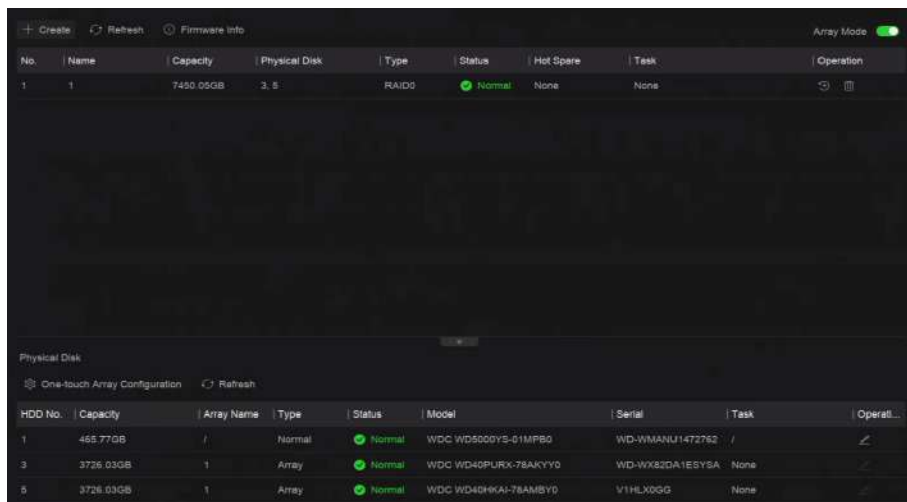 Create Refresh Firmware Info Array Mode
No. Name Capacity Physical Disk Type Status Hot Spare Task Operation
1 1 7450.05GB 3, 5 RAID0 Normal None None
Physical Disk
One-touch Array Configuration Refresh
HDD No. Capacity Array Name Type Status Model Serial Task Operati...
1 465.77GB / Normal Normal WDC WD5000YS-01MPB0 WD-WMANU1472762 /
3 3726.03GB 1 Array Normal WDC WD40PURX-78AKYY0 WD-WX82DA1ESYSA None
5 3726.03GB 1 Array Normal WDC WD40HKAI-78AMBY0 V1HLX0GG None